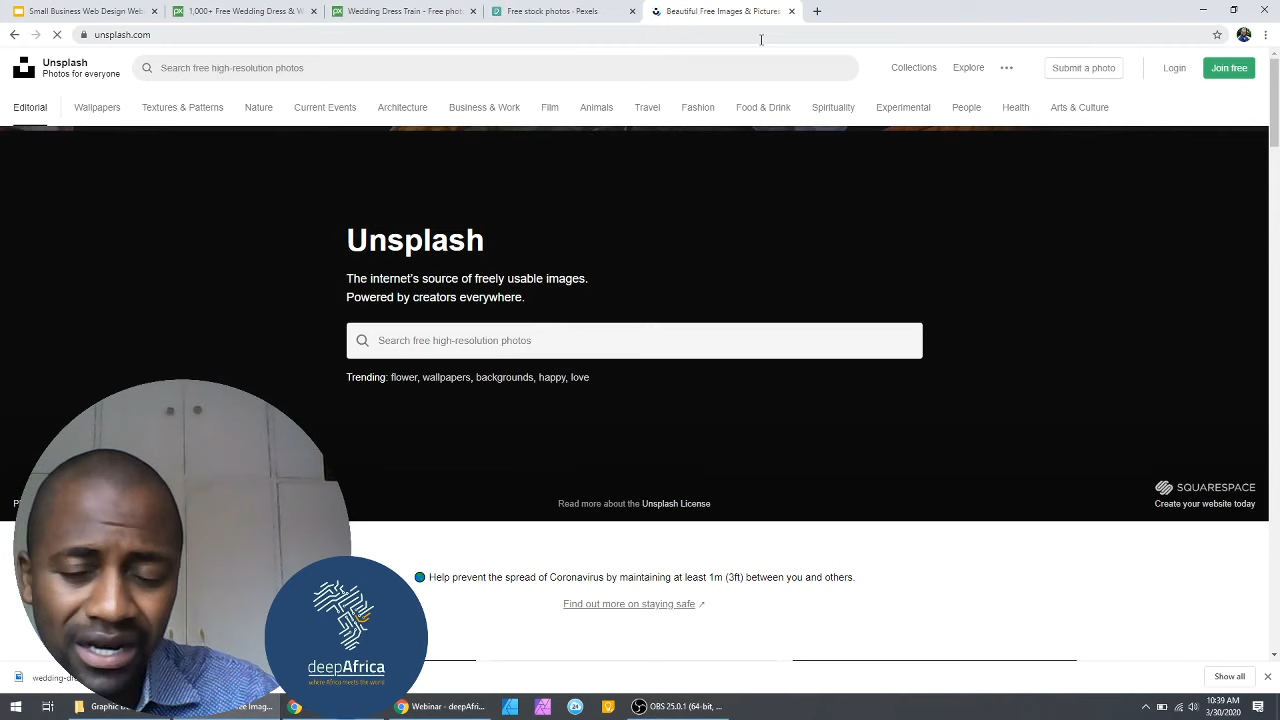 Small Business Web Design Web
1,000+ Free Wedding Dress & W
Wedding Dress Train - Free photo
Free stock photos · Pexels
Beautiful Free Images & Pictures
unsplash.com
Unsplash
Photos for everyone
Search free high-resolution photos
Collections
Explore
Submit a photo
Login
Join free
Editorial
Wallpapers
Textures & Patterns
Nature
Current Events
Architecture
Business & Work
Film
Animals
Travel
Fashion
Food & Drink
Spirituality
Experimental
People
Health
Arts & Culture
Unsplash
The internet's source of freely usable images.
Powered by creators everywhere.
Search free high-resolution photos
Trending: flower, wallpapers, backgrounds, happy, love
Read more about the Unsplash License
SQUARESPACE
Create your website today
Help prevent the spread of Coronavirus by maintaining at least 1m (3ft) between you and others.
Find out more on staying safe ↗
deepAfrica
where Africa meets the world
Show all
Webinar - deepAfri...
24
OBS 25.0.1 (64-bit, ...
10:39 AM
3/30/2020